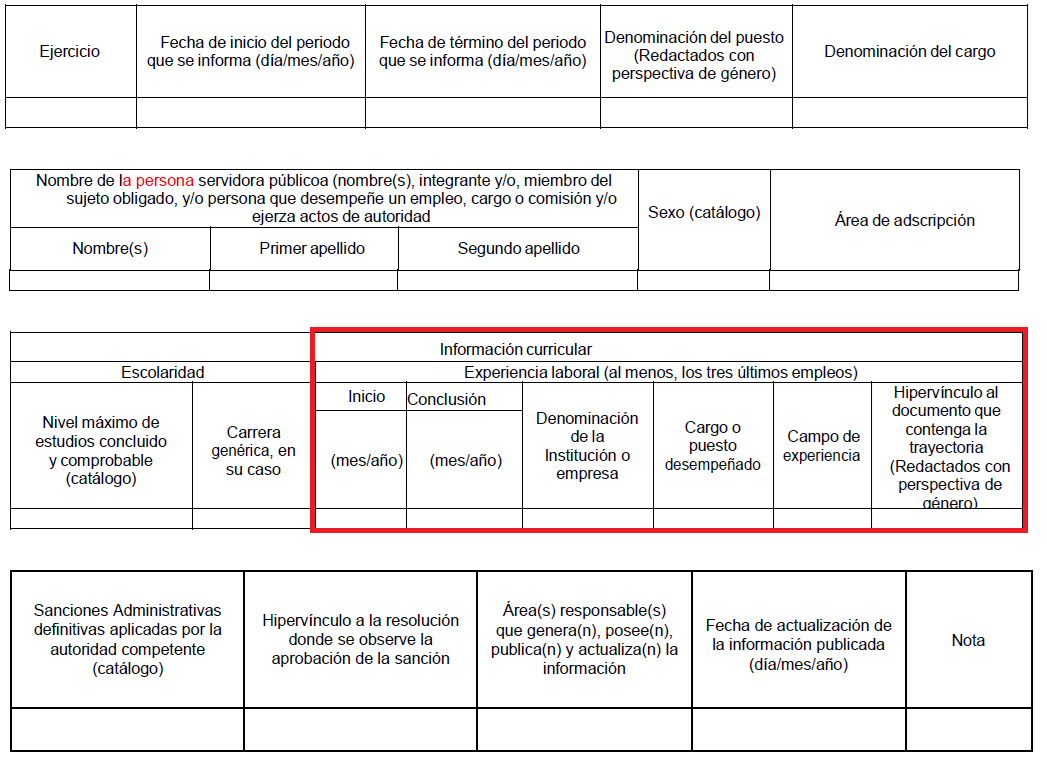 Ejercicio
Fecha de inicio del periodo
que se informa (día/mes/año)
Fecha de término del periodo
que se informa (día/mes/año)
Denominación del puesto
(Redactados con
perspectiva de género)
Denominación del cargo
Nombre de la persona servidora públicoa (nombre(s), integrante y/o, miembro del
sujeto obligado, y/o persona que desempeñe un empleo, cargo o comisión y/o
ejerza actos de autoridad
Sexo (catálogo)
Área de adscripción
Nombre(s)
Primer apellido
Segundo apellido
Información curricular
Escolaridad
Experiencia laboral (al menos, los tres últimos empleos)
Nivel máximo de
estudios concluido
y comprobable
(catálogo)
Carrera
genérica, en
su caso
Inicio
(mes/año)
Conclusión
(mes/año)
Denominación
de la
Institución o
empresa
Cargo o
puesto
desempeñado
Campo de
experiencia
Hipervínculo al
documento que
contenga la
trayectoria
(Redactados con
perspectiva de
género)
Sanciones Administrativas
definitivas aplicadas por la
autoridad competente
(catálogo)
Hipervínculo a la resolución
donde se observe la
aprobación de la sanción
Área(s) responsable(s)
que genera(n), posee(n),
publica(n) y actualiza(n) la
información
Fecha de actualización de
la información publicada
(día/mes/año)
Nota